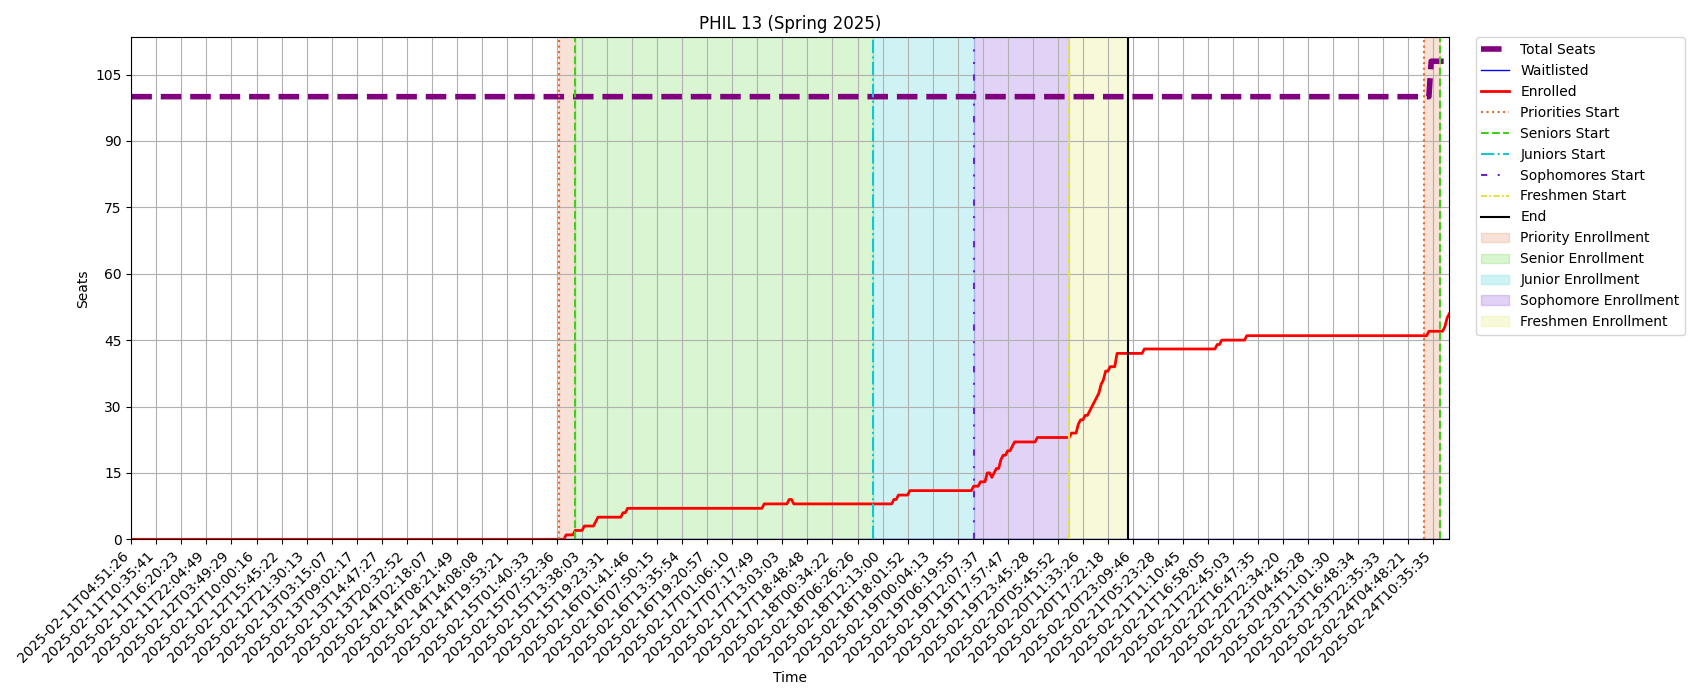 PHIL 13 (Spring 2025)
105
90
75
60
45
30
15
0
Seats
2025-02-11T04:51:26
2025-02-11T10:35:41
2025-02-11T16:20:23
2025-02-11T22:04:49
2025-02-12T03:49:29
2025-02-12T10:00:16
2025-02-12T15:45:22
2025-02-12T21:30:13
2025-02-13T03:15:07
2025-02-13T09:02:17
2025-02-13T14:47:27
2025-02-13T20:32:52
2025-02-14T02:18:07
2025-02-14T08:21:49
2025-02-14T14:08:08
2025-02-14T19:53:21
2025-02-15T01:40:33
2025-02-15T07:52:36
2025-02-15T13:38:03
2025-02-15T19:23:31
2025-02-16T01:41:46
2025-02-16T07:50:15
2025-02-16T13:35:54
2025-02-16T19:20:57
2025-02-17T01:06:10
2025-02-17T07:17:49
2025-02-17T13:03:03
2025-02-17T18:48:48
2025-02-18T00:34:22
2025-02-18T06:26:26
2025-02-18T12:13:00
2025-02-18T18:01:52
2025-02-19T00:04:13
2025-02-19T06:19:55
2025-02-19T12:07:37
2025-02-19T17:57:47
2025-02-19T23:45:28
2025-02-20T05:45:52
2025-02-20T11:33:26
2025-02-20T17:22:18
2025-02-20T23:09:46
2025-02-21T05:23:28
2025-02-21T11:10:45
2025-02-21T16:58:05
2025-02-21T22:45:03
2025-02-22T16:47:35
2025-02-22T22:34:20
2025-02-23T04:45:28
2025-02-23T11:01:30
2025-02-23T16:48:34
2025-02-23T22:35:33
2025-02-24T04:48:21
2025-02-24T10:35:35
Time
Total Seats
Waitlisted
Enrolled
Priorities Start
Seniors Start
Juniors Start
Sophomores Start
Freshmen Start
End
Priority Enrollment
Senior Enrollment
Junior Enrollment
Sophomore Enrollment
Freshmen Enrollment